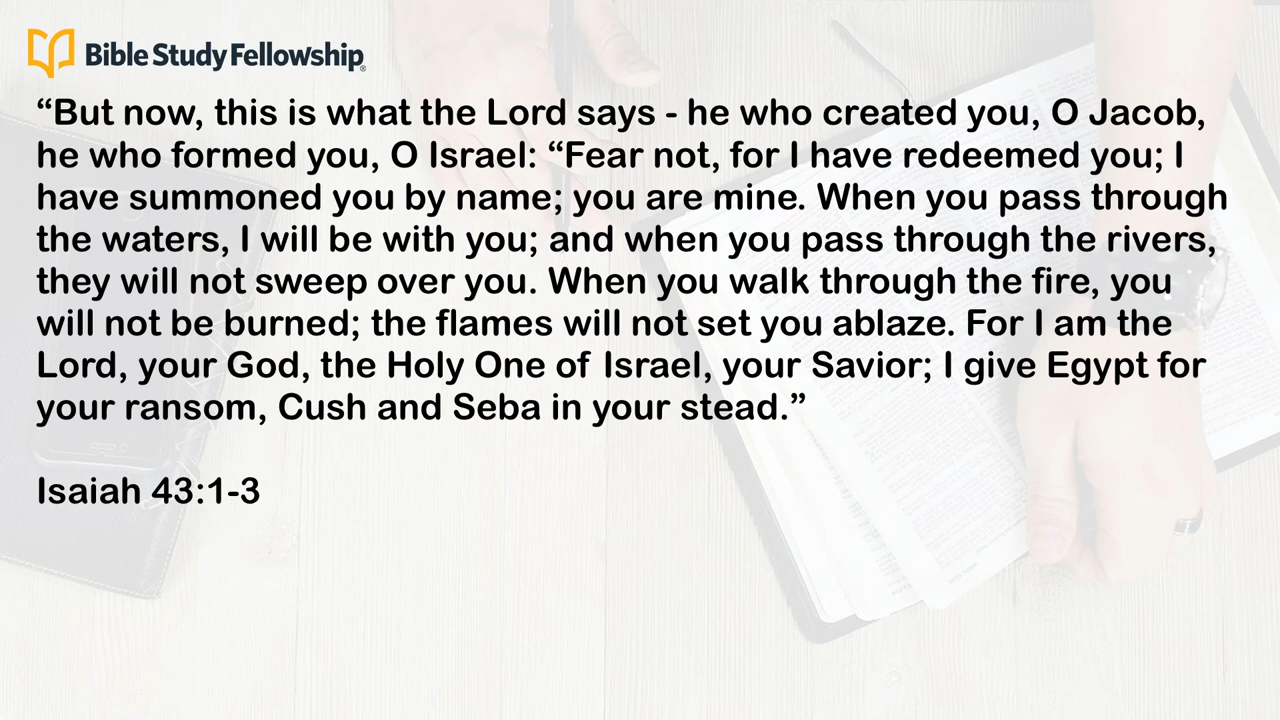 Bible Study Fellowship®
“But now, this is what the Lord says - he who created you, O Jacob,
he who formed you, O Israel: “Fear not, for I have redeemed you; I
have summoned you by name; you are mine. When you pass through
the waters, I will be with you; and when you pass through the rivers,
they will not sweep over you. When you walk through the fire, you
will not be burned; the flames will not set you ablaze. For I am the
Lord, your God, the Holy One of Israel, your Savior; I give Egypt for
your ransom, Cush and Seba in your stead.”
Isaiah 43:1-3